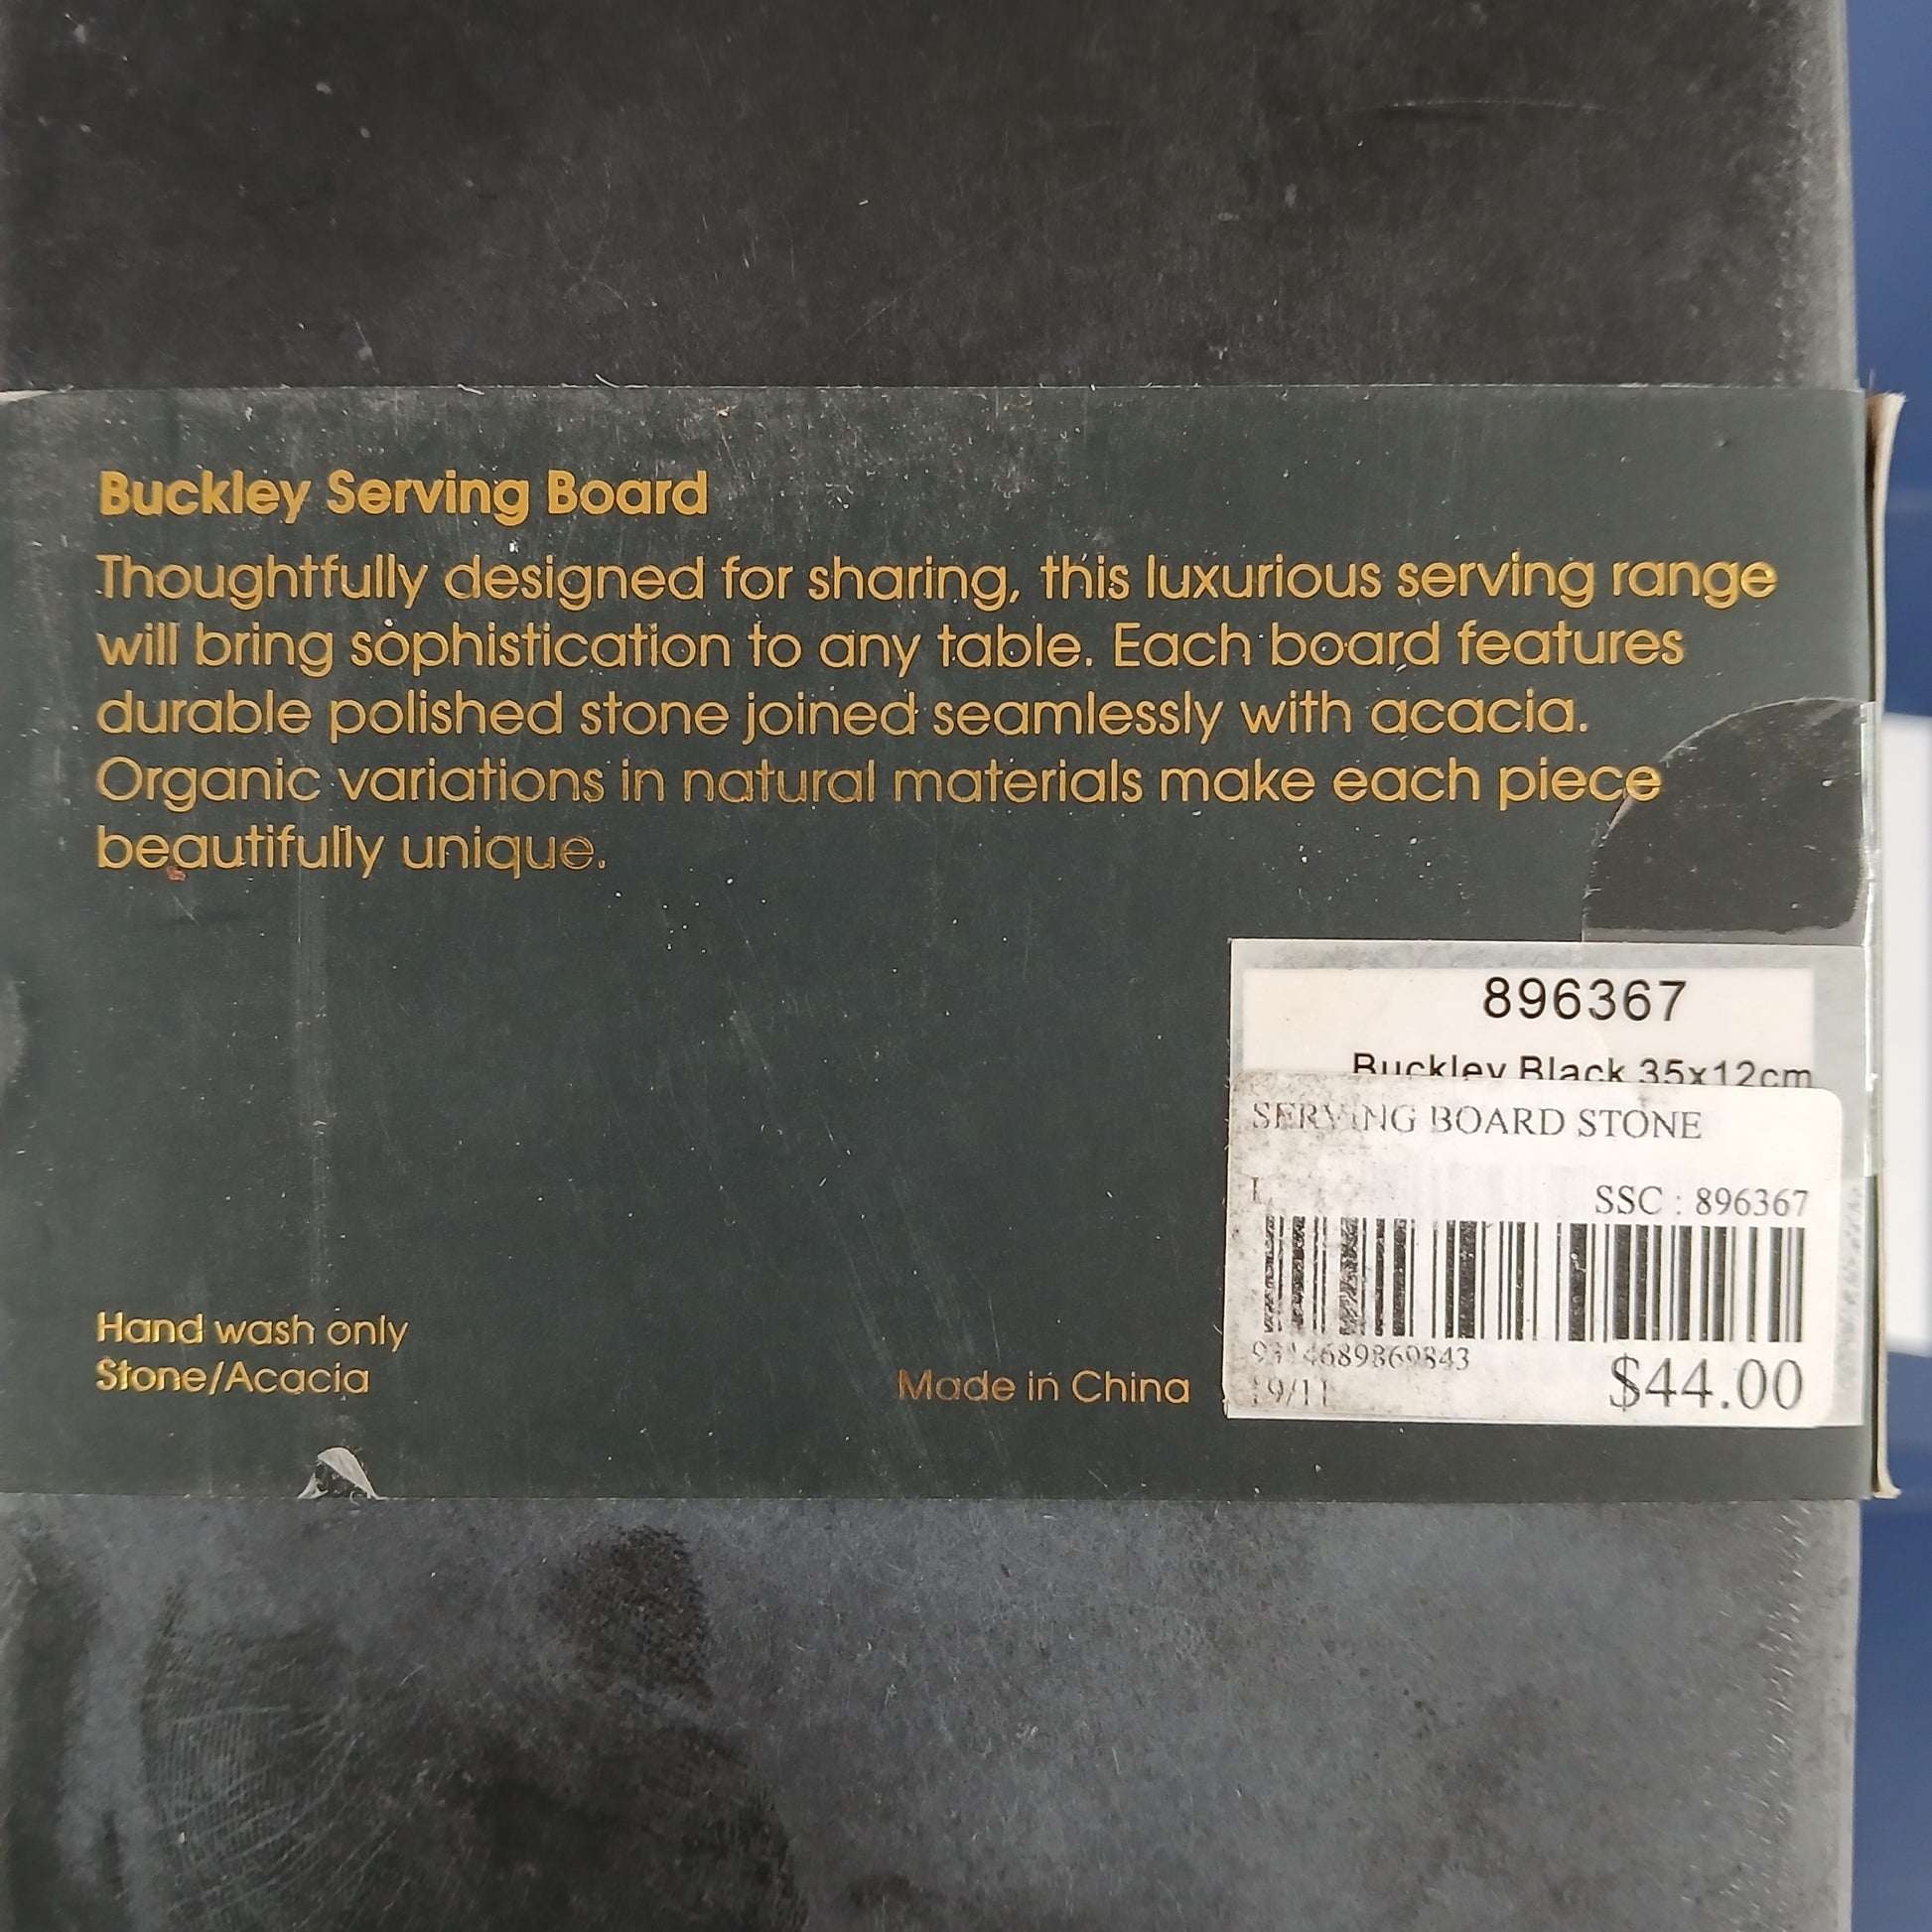 Buckley Serving Board
Thoughtfully designed for sharing, this luxurious serving range
will bring sophistication to any table. Each board features
durable polished stone joined seamlessly with acacia.
Organic variations in natural materials make each piece
beautifully unique.
Hand wash only
Stone/Acacia
Made in China
896367
Buckley Black 35x12cm
SERVING BOARD STONE
SSC : 896367
$44.00